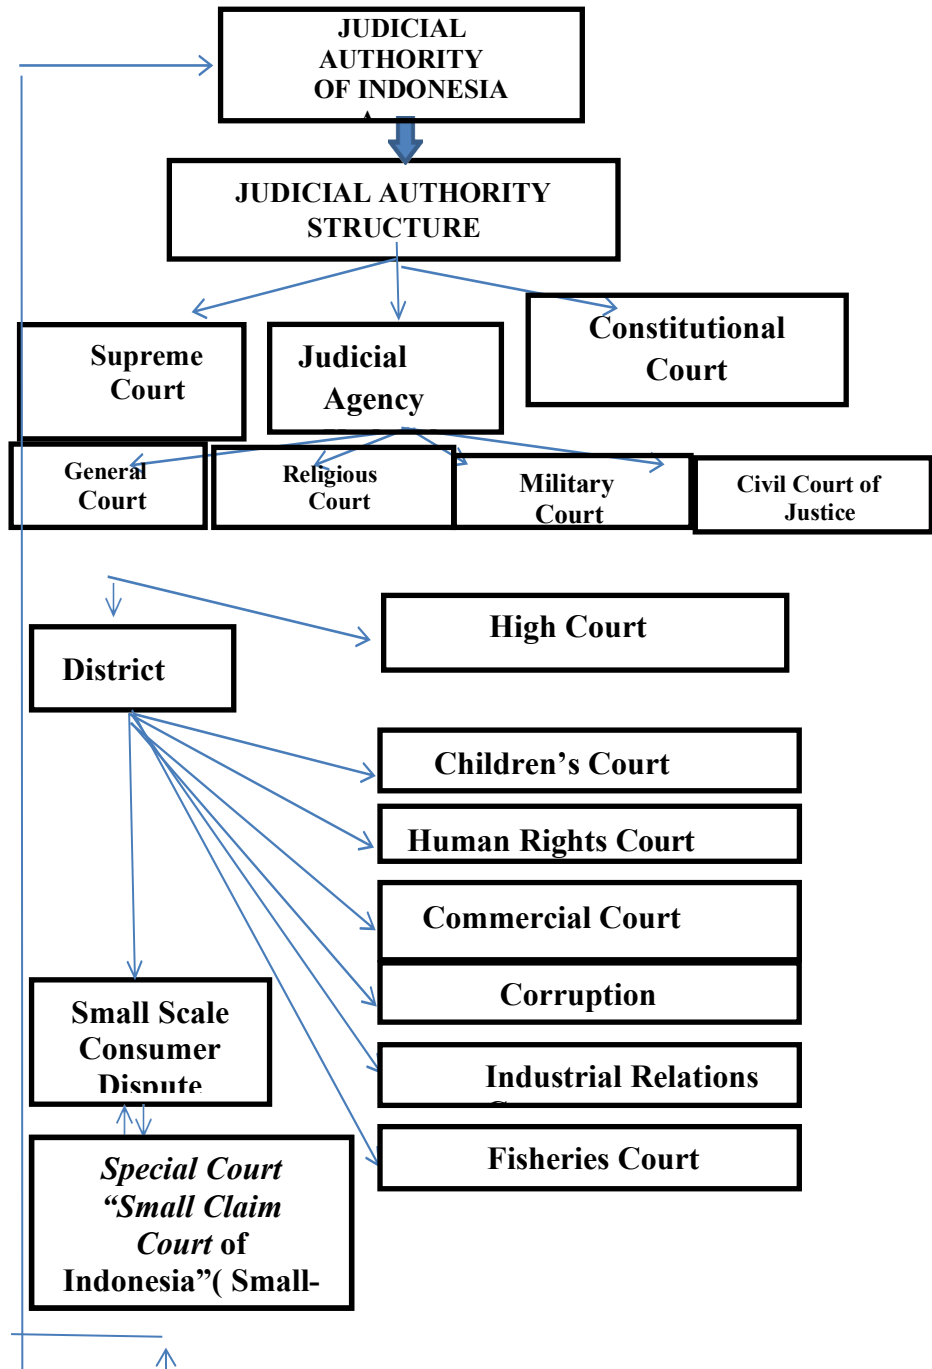 JUDICIAL
AUTHORITY
OF INDONESIA
JUDICIAL AUTHORITY
STRUCTURE
Supreme
Court
Judicial
Agency
Constitutional
Court
General
Court
Religious
Court
Military
Court
Civil Court of
Justice
High Court
District
Children’s Court
Human Rights Court
Commercial Court
Corruption
Industrial Relations
Small Scale
Consumer
Dispute
Fisheries Court
Special Court
“Small Claim
Court of
Indonesia”( Small-